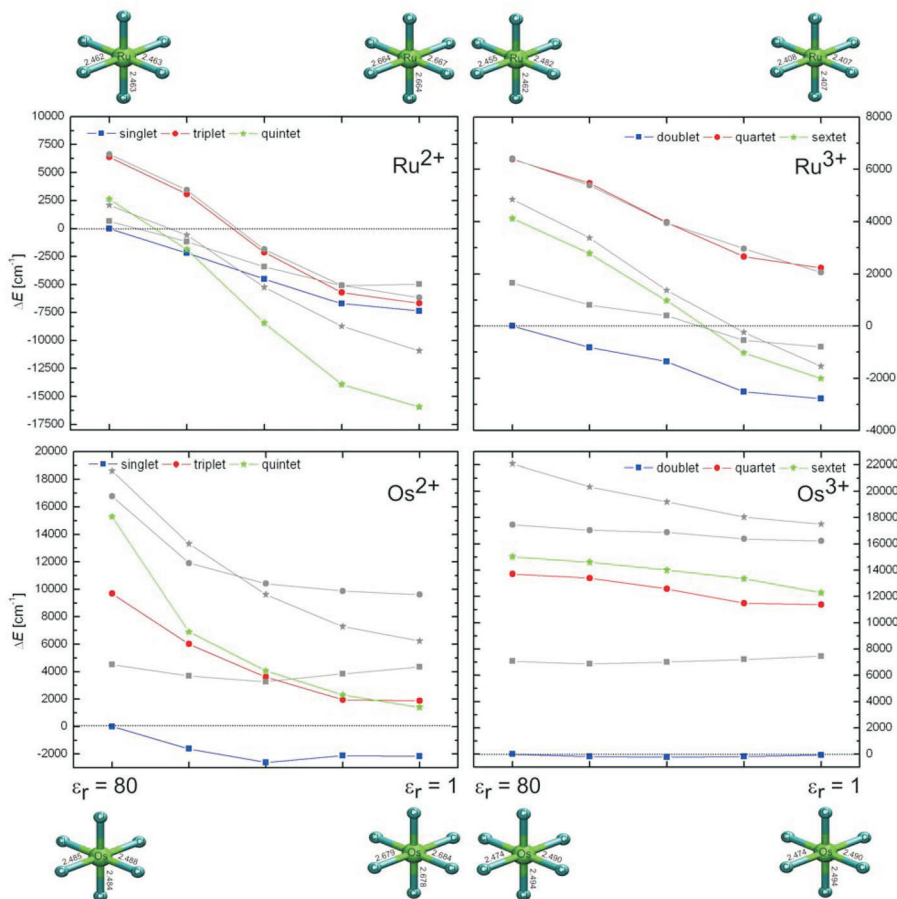 Ru Ru Ru Ru
2.462 2.463 2.463
2.664 2.667 2.664
2.455 2.482 2.462
2.408 2.407 2.407
10000
7500
5000
2500
0
-2500
-5000
-7500
-10000
-12500
-15000
-17500
ΔE [cm⁻¹]
singlet triplet quintet
Ru²⁺
doublet quartet sextet
Ru³⁺
8000
6000
4000
2000
0
-2000
-4000
20000
18000
16000
14000
12000
10000
8000
6000
4000
2000
0
-2000
ΔE [cm⁻¹]
singlet triplet quintet
Os²⁺
doublet quartet sextet
Os³⁺
22000
20000
18000
16000
14000
12000
10000
8000
6000
4000
2000
0
εr = 80 εr = 1 εr = 80 εr = 1
Os Os Os Os
2.485 2.488 2.484
2.679 2.684 2.678
2.474 2.490 2.494
2.474 2.490 2.494